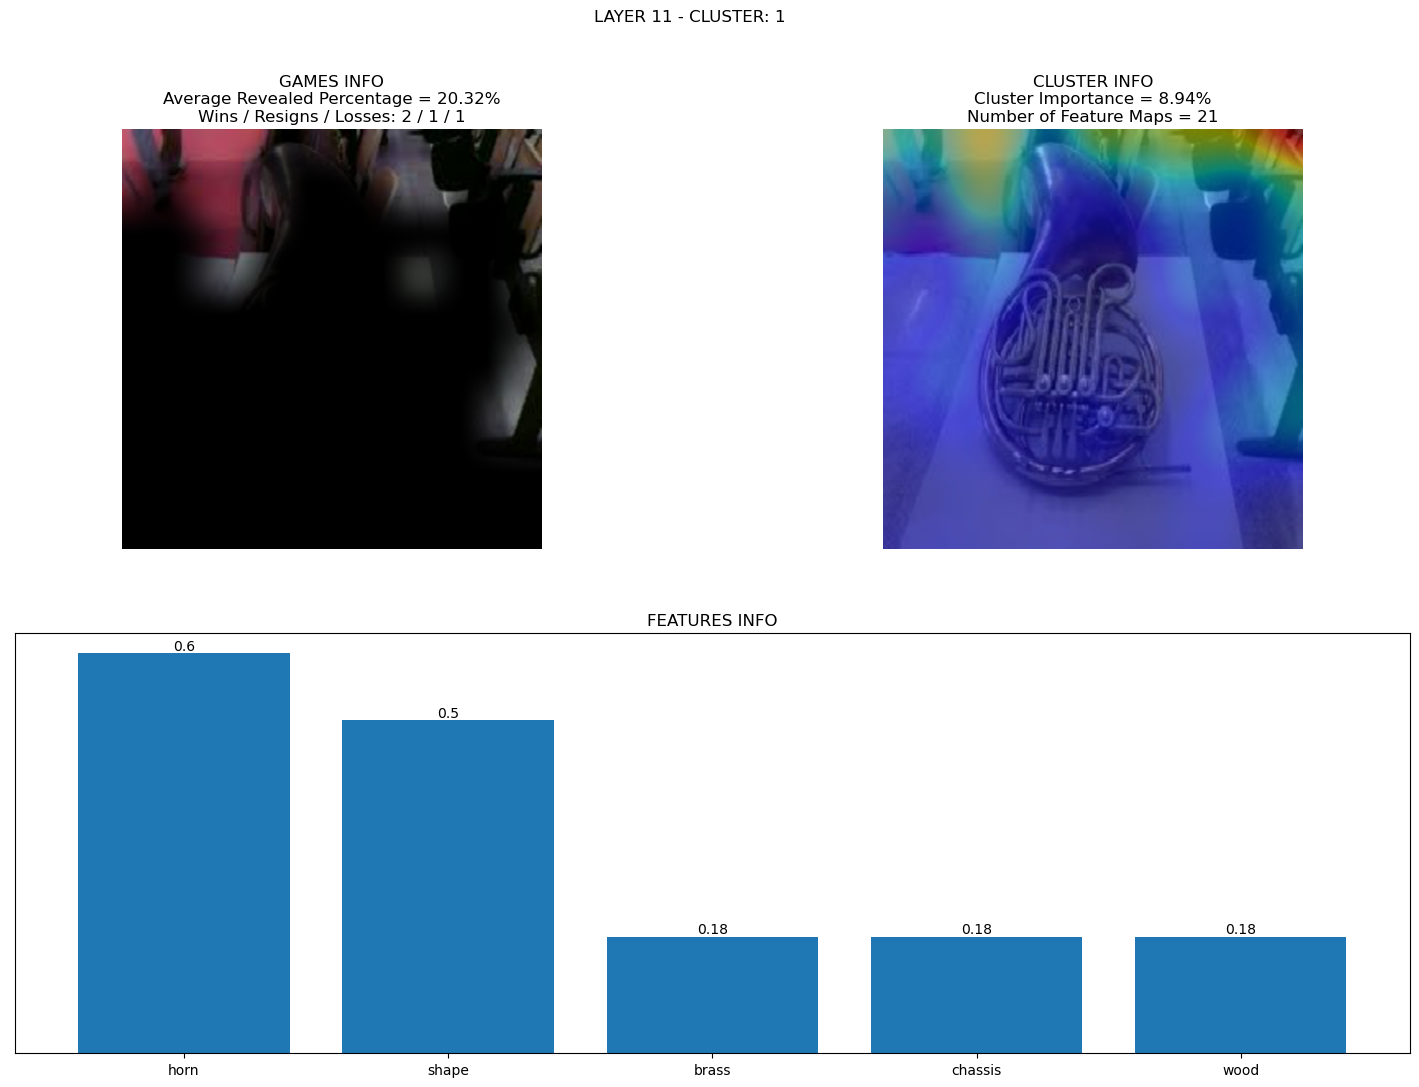 LAYER 11 - CLUSTER: 1
GAMES INFO
Average Revealed Percentage = 20.32%
Wins / Resigns / Losses: 2 / 1 / 1
CLUSTER INFO
Cluster Importance = 8.94%
Number of Feature Maps = 21
FEATURES INFO
0.6
0.5
0.18
0.18
0.18
horn
shape
brass
chassis
wood